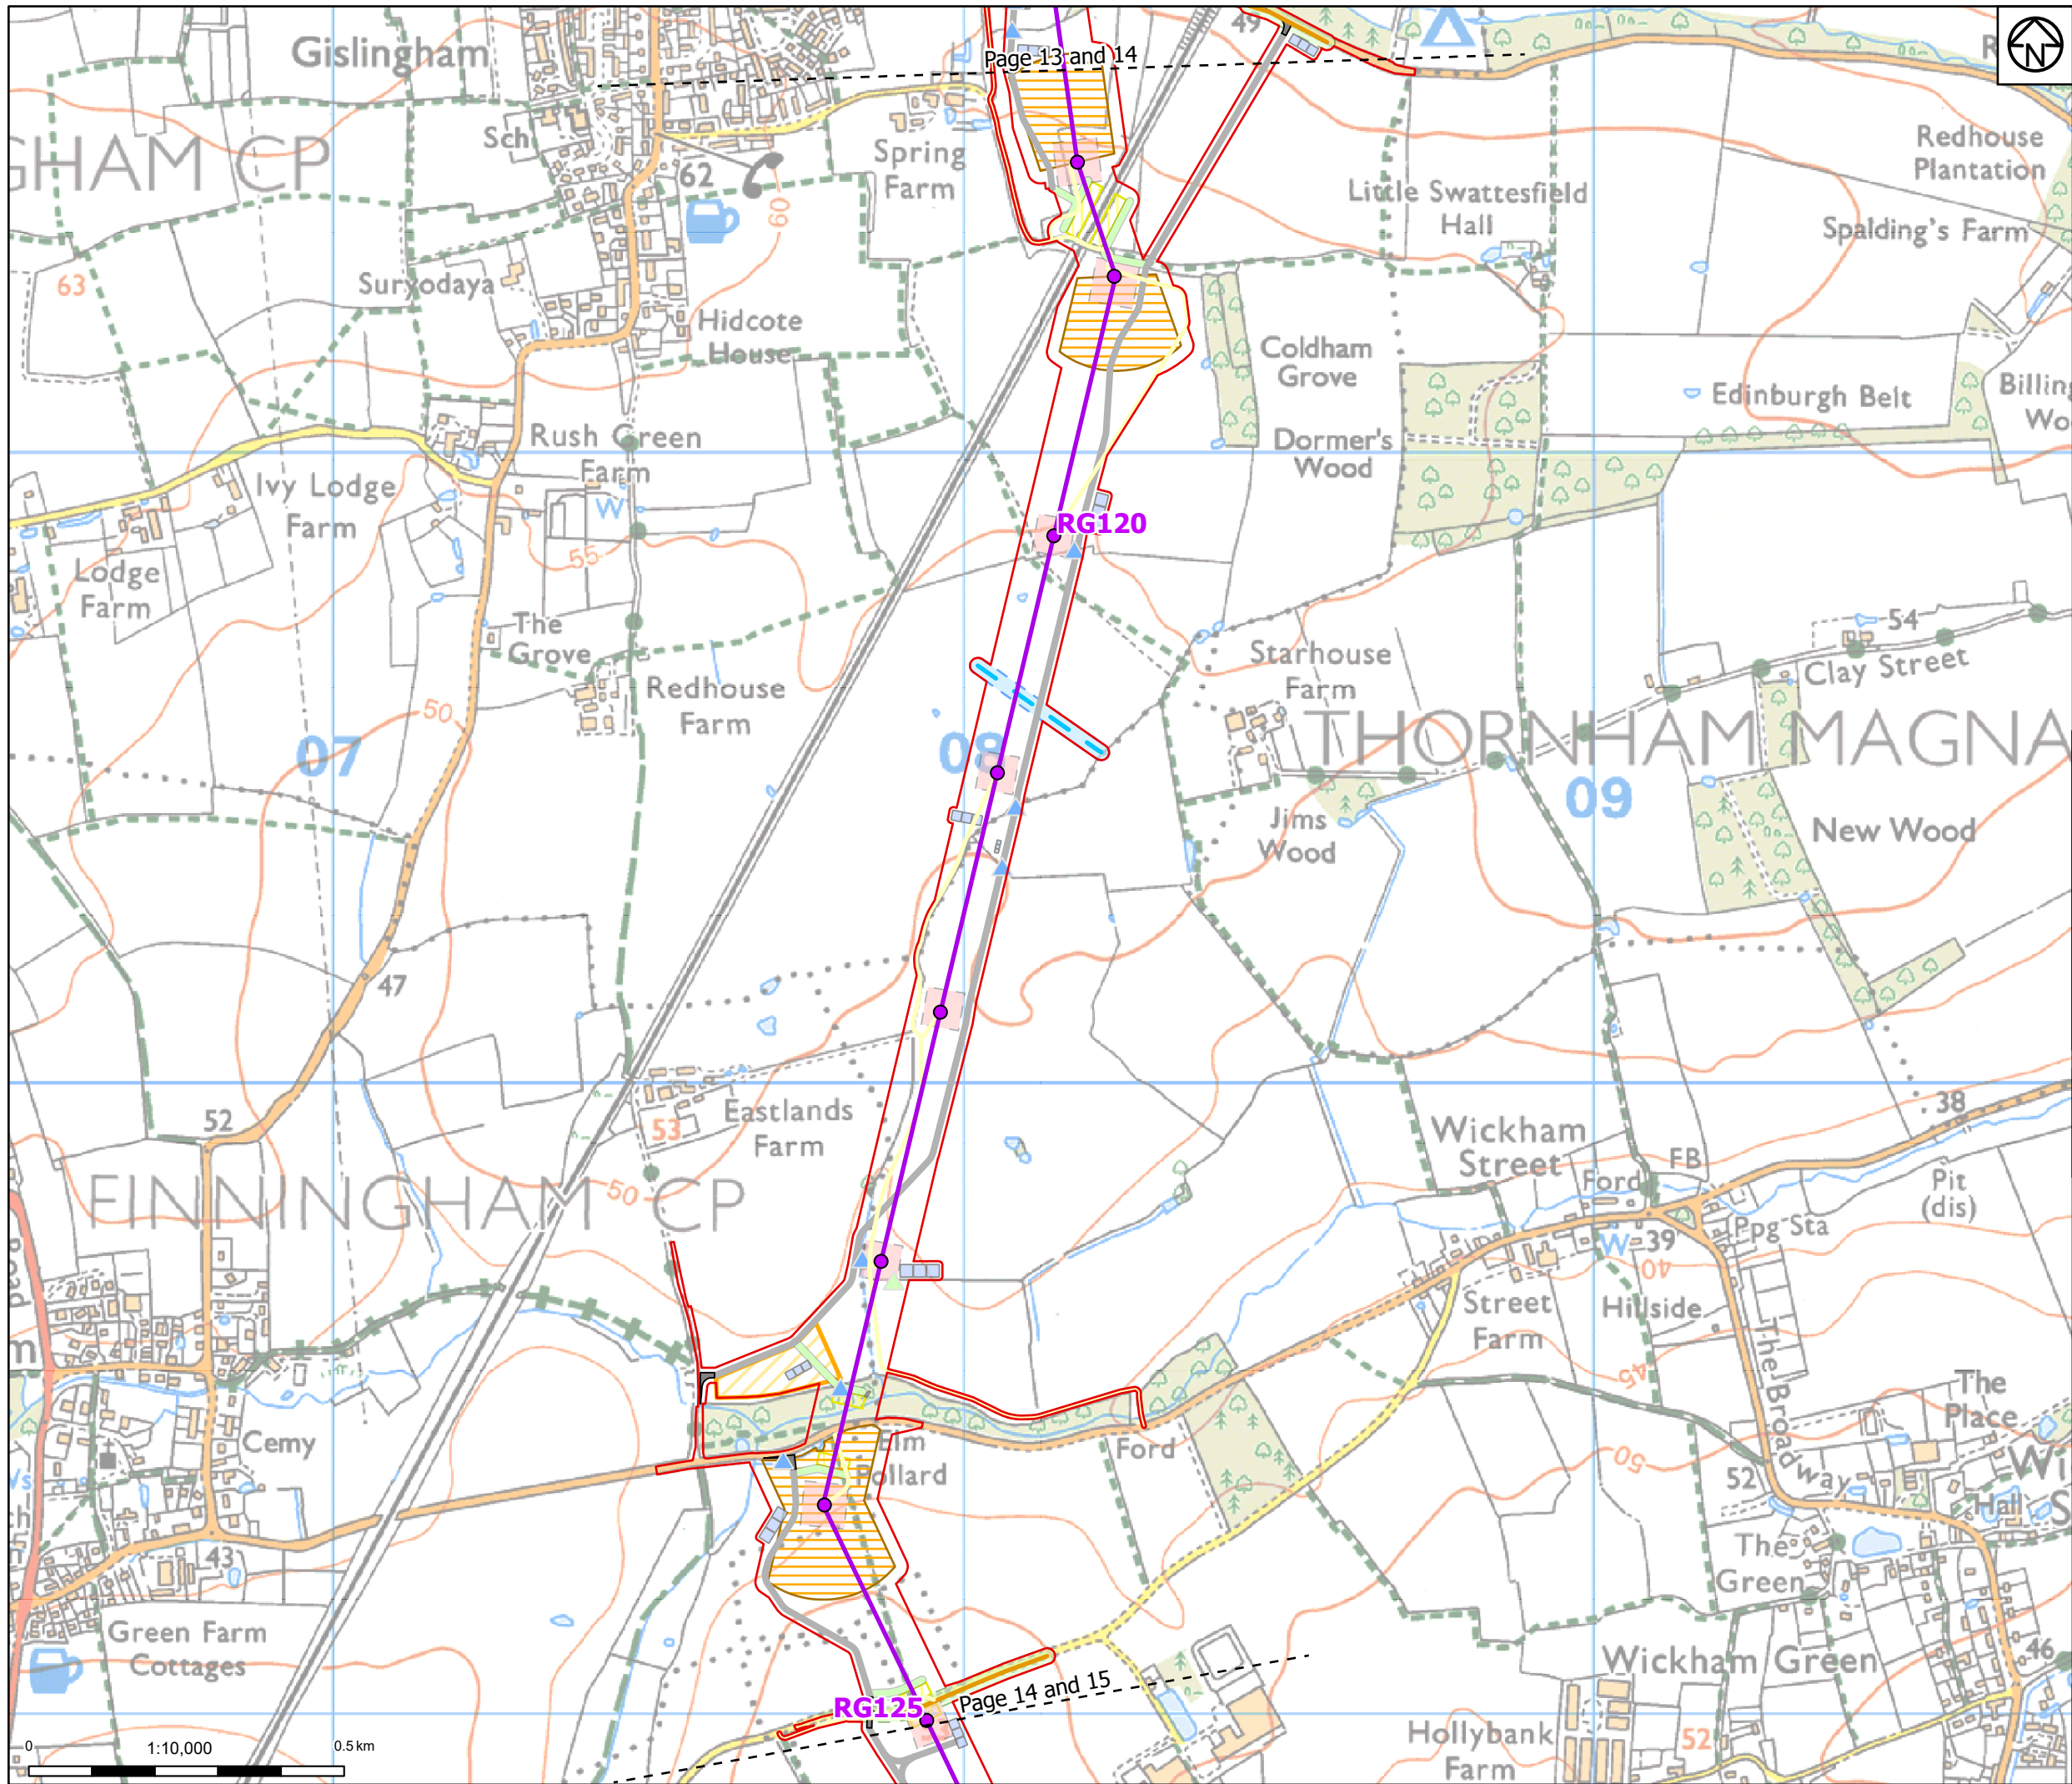 Gislingham
Page 13 and 14
49
N
GHAM CP
Sch
62
60
Spring
Farm
Little Swattesfield
Hall
Redhouse
Plantation
Spalding's Farm
63
Suryodaya
Hidcote
House
Coldham
Grove
Edinburgh Belt
Billing
Wo
Rush Green
Farm
W
Ivy Lodge
Farm
Dormer's
Wood
RG120
55
Lodge
Farm
The
Grove
54
Clay Street
Starhouse
Farm
Redhouse
Farm
50
07
08
THORNHAM MAGNA
09
Jims
Wood
New Wood
47
52
Eastlands
Farm
53
38
Wickham
Street
FB
Ford
Pit
(dis)
FINNINGHAM CP
50
Ppg Sta
W
39
40
Street
Farm
Hillside
The Broadway
45
The
Place
Cemy
Elm
Pollard
Ford
50
52
Hall
43
The
Green
Green Farm
Cottages
Wickham Green
46
Page 14 and 15
RG125
Hollybank
Farm
52
0
1:10,000
0.5 km